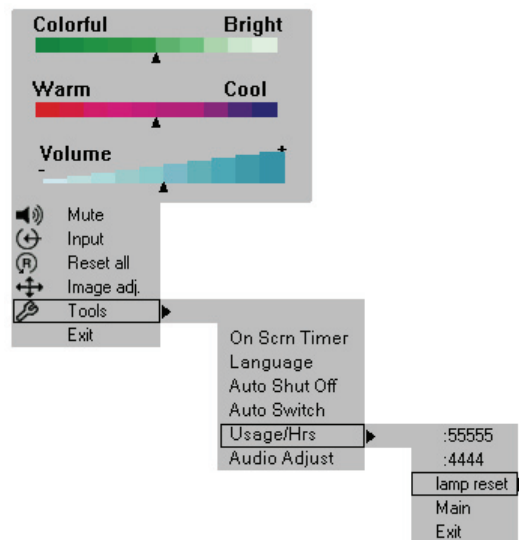 Colorful Bright
Warm Cool
Volume
- +
Mute
Input
R Reset all
Image adj.
Tools
Exit
On Scrn Timer
Language
Auto Shut Off
Auto Switch
Usage/Hrs
Audio Adjust
:55555
:4444
lamp reset
Main
Exit